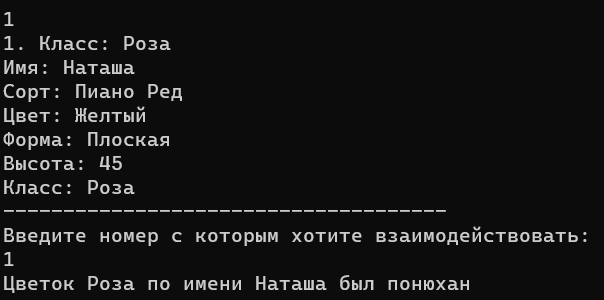 1
1. Класс: Роза
Имя: Наташа
Сорт: Пиано Ред
Цвет: Желтый
Форма: Плоская
Высота: 45
Класс: Роза
-------------------------------------
Введите номер с которым хотите взаимодействовать:
1
Цветок Роза по имени Наташа был понюхан